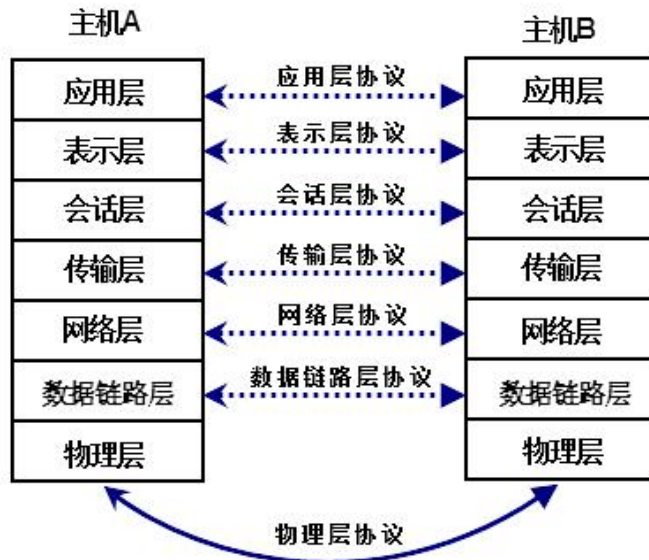 主机A
主机B
应用层
应用层协议
应用层
表示层
表示层协议
表示层
会话层
会话层协议
会话层
传输层
传输层协议
传输层
网络层
网络层协议
网络层
数据链路层
数据链路层协议
数据链路层
物理层
物理层
物理层协议